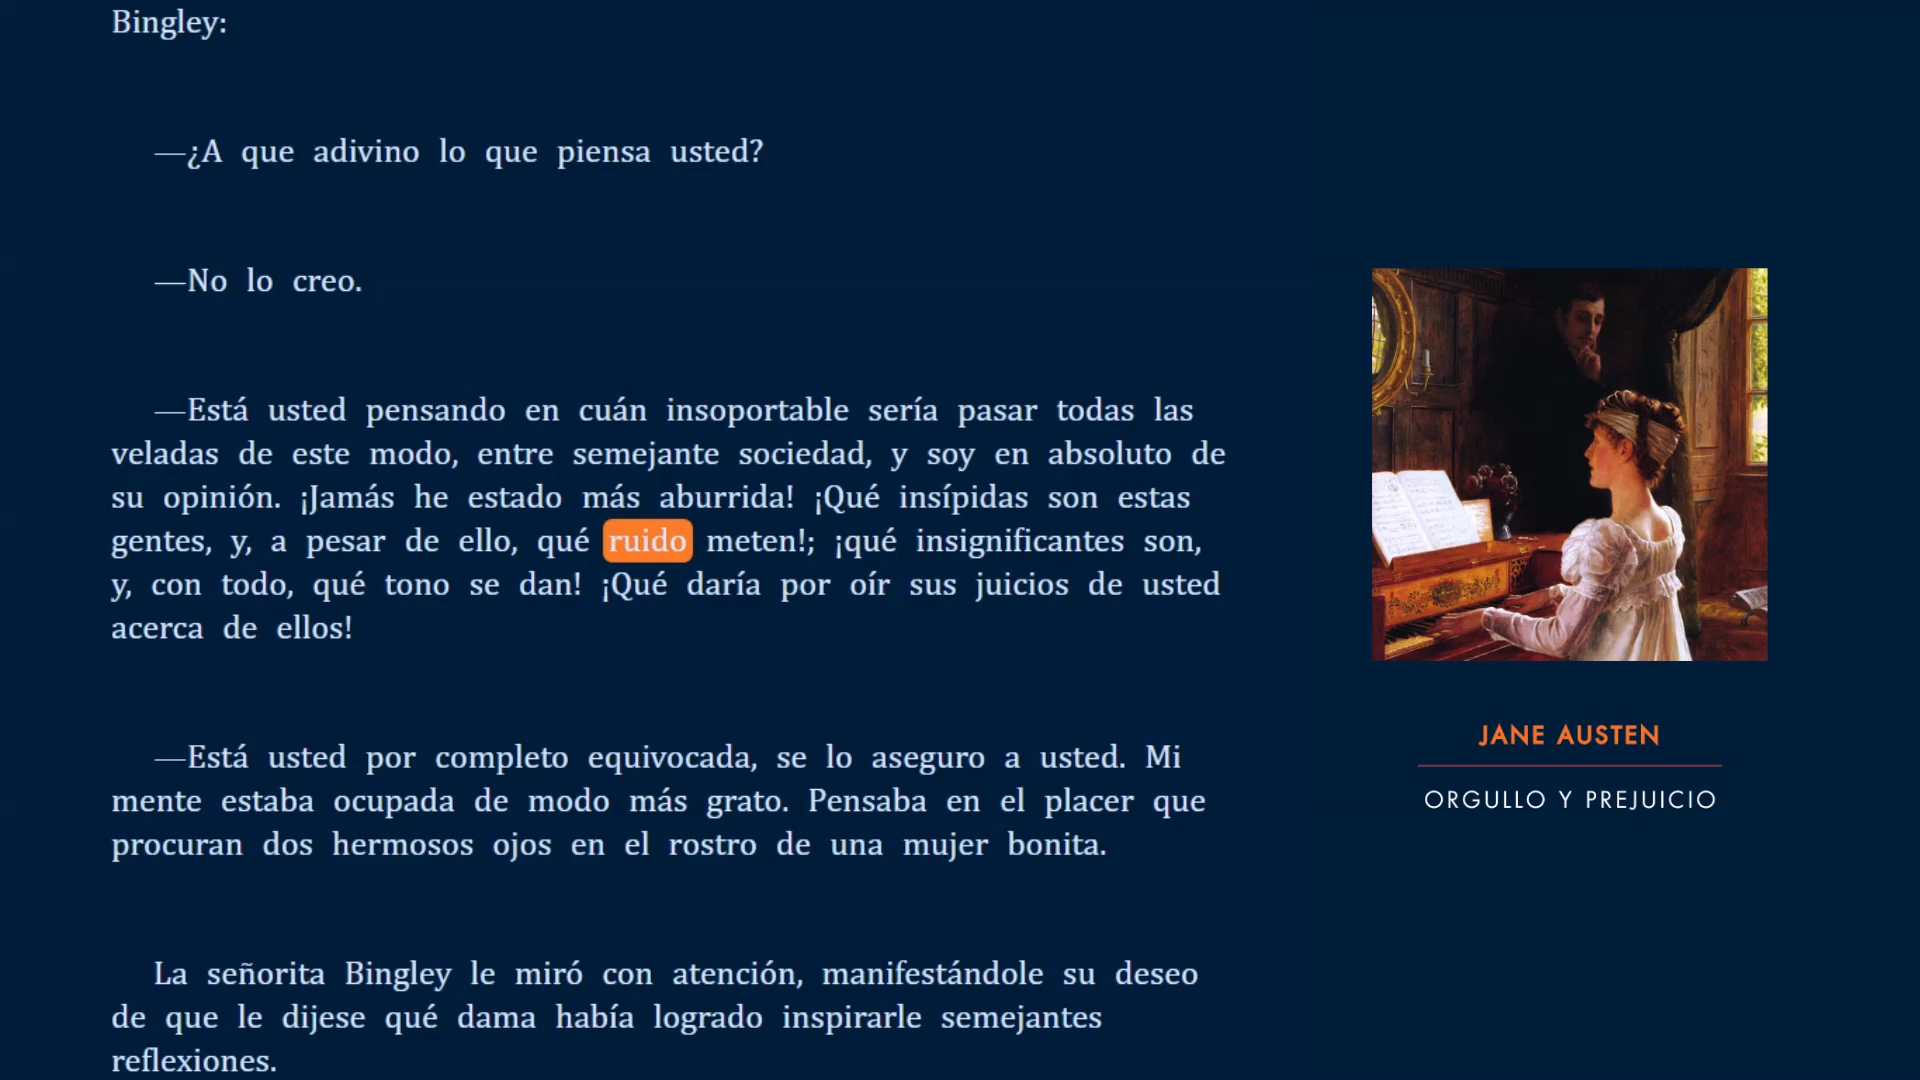 Bingley:
—¿A que adivino lo que piensa usted?
—No lo creo.
—Está usted pensando en cuán insoportable sería pasar todas las
veladas de este modo, entre semejante sociedad, y soy en absoluto de
su opinión. ¡Jamás he estado más aburrida! ¡Qué insípidas son estas
gentes, y, a pesar de ello, qué ruido meten!; ¡qué insignificantes son,
y, con todo, qué tono se dan! ¡Qué daría por oír sus juicios de usted
acerca de ellos!
—Está usted por completo equivocada, se lo aseguro a usted. Mi
mente estaba ocupada de modo más grato. Pensaba en el placer que
procuran dos hermosos ojos en el rostro de una mujer bonita.
La señorita Bingley le miró con atención, manifestándole su deseo
de que le dijese qué dama había logrado inspirarle semejantes
reflexiones.
JANE AUSTEN
ORGULLO Y PREJUICIO